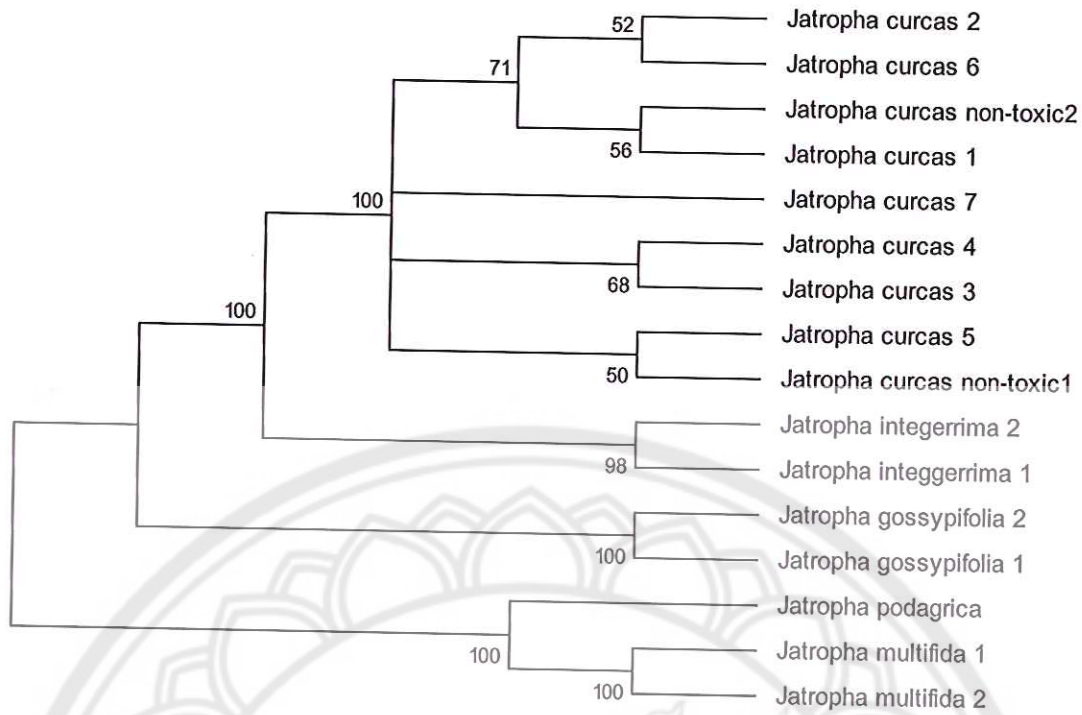 52
Jatropha curcas 2
71
Jatropha curcas 6
Jatropha curcas non-toxic2
56
Jatropha curcas 1
100
Jatropha curcas 7
Jatropha curcas 4
68
Jatropha curcas 3
100
Jatropha curcas 5
50
Jatropha curcas non-toxic1
Jatropha integerrima 2
98
Jatropha integgerrima 1
Jatropha gossypifolia 2
100
Jatropha gossypifolia 1
Jatropha podagrica
100
Jatropha multifida 1
100
Jatropha multifida 2